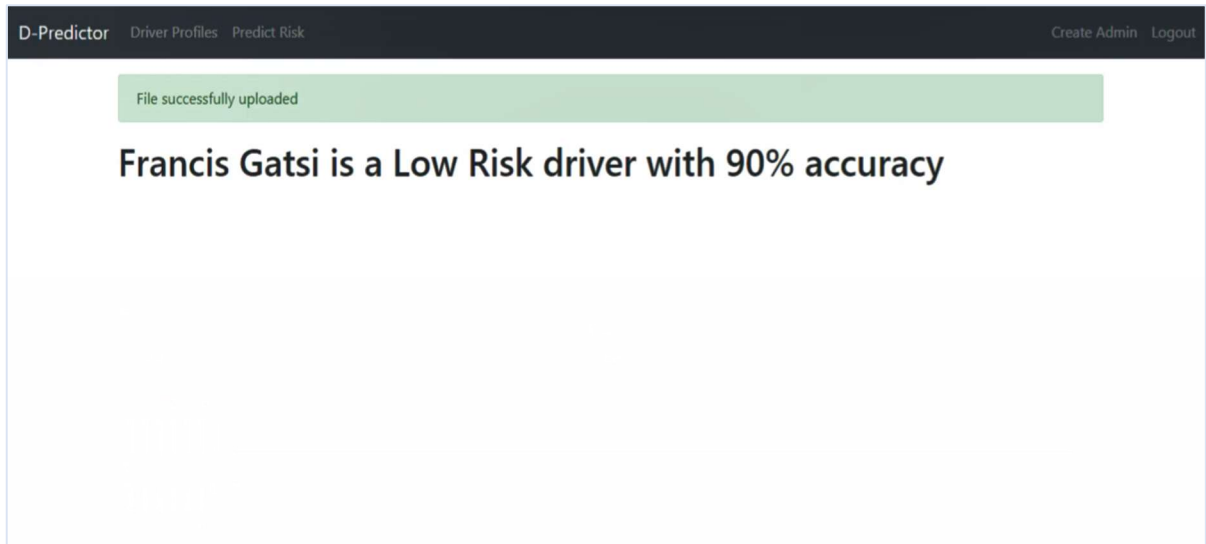 D-Predictor Driver Profiles Predict Risk Create Admin Logout
File successfully uploaded
Francis Gatsi is a Low Risk driver with 90% accuracy